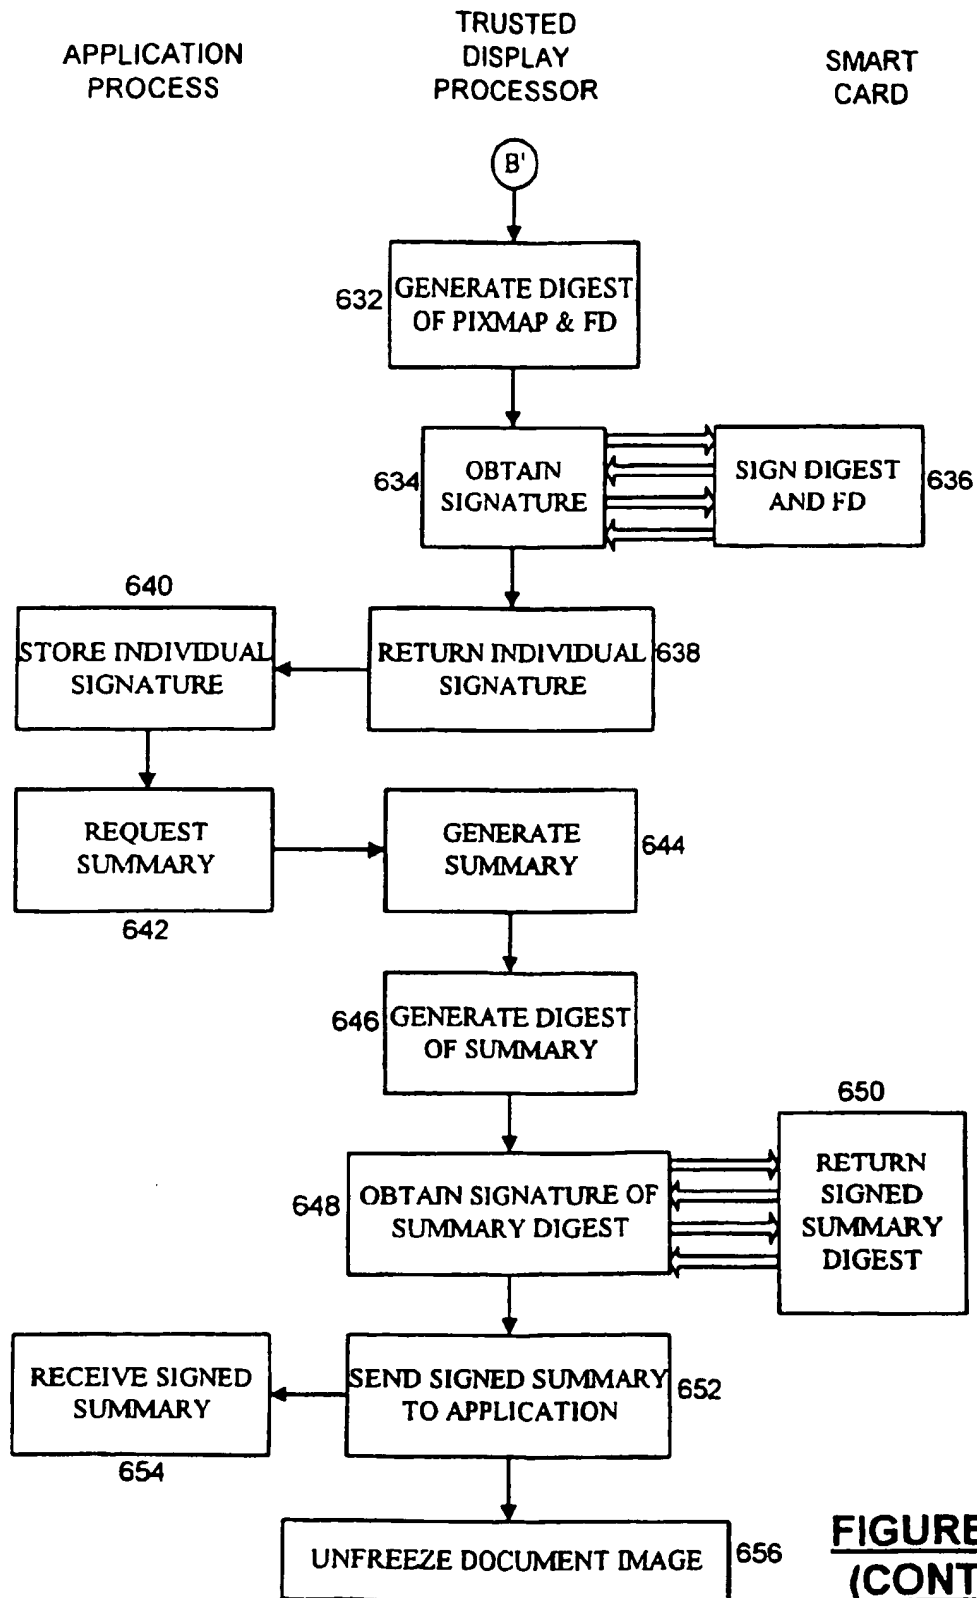 APPLICATION
PROCESS
TRUSTED
DISPLAY
PROCESSOR
SMART
CARD
B'
632
GENERATE DIGEST
OF PIXMAP & FD
634
OBTAIN
SIGNATURE
SIGN DIGEST
AND FD
636
640
STORE INDIVIDUAL
SIGNATURE
RETURN INDIVIDUAL
SIGNATURE
638
REQUEST
SUMMARY
642
GENERATE
SUMMARY
644
646
GENERATE DIGEST
OF SUMMARY
648
OBTAIN SIGNATURE OF
SUMMARY DIGEST
650
RETURN
SIGNED
SUMMARY
DIGEST
RECEIVE SIGNED
SUMMARY
654
SEND SIGNED SUMMARY
TO APPLICATION
652
UNFREEZE DOCUMENT IMAGE
656
FIGURE
(CONT